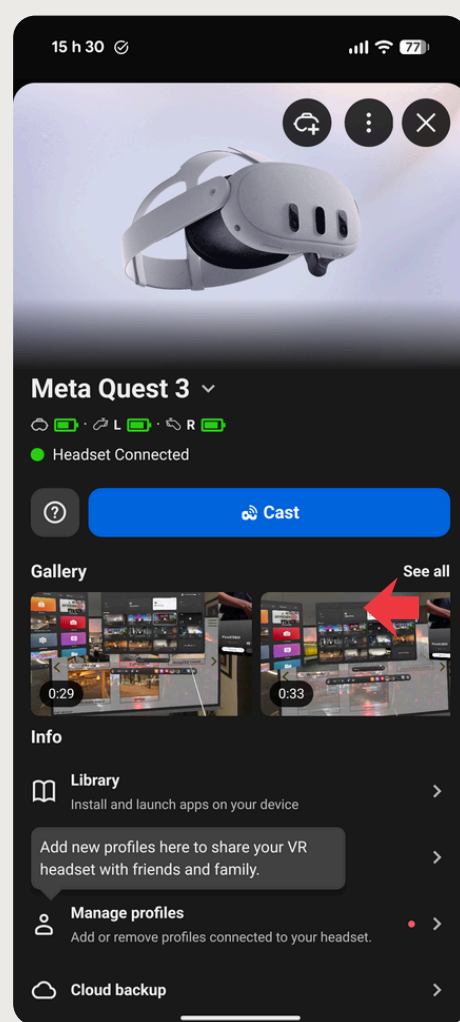 15 h 30
77
Meta Quest 3
L
R
Headset Connected
Cast
Gallery
See all
0:29
0:33
Info
Library
Install and launch apps on your device
Add new profiles here to share your VR
headset with friends and family.
Manage profiles
Add or remove profiles connected to your headset.
Cloud backup